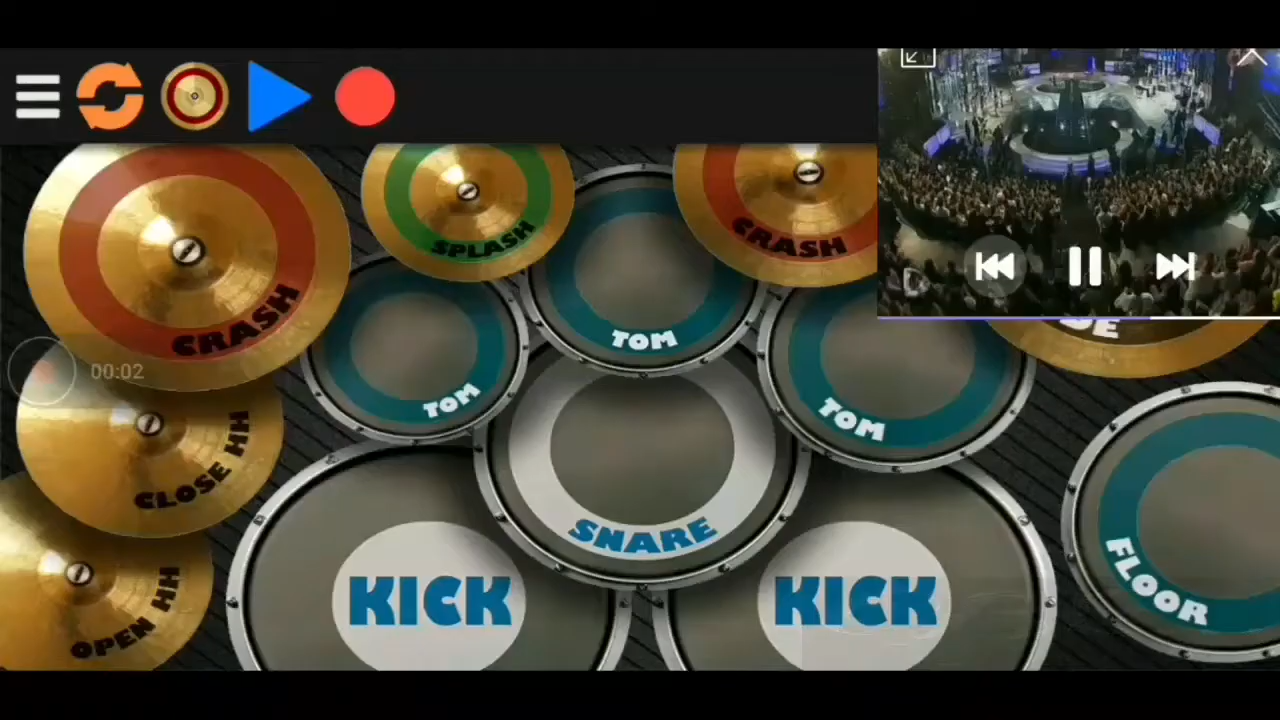 CRASH
SPLASH
CRASH
TOM
TOM
TOM
00:02
CLOSE HH
SNARE
OPEN HH
KICK
KICK
FLOOR